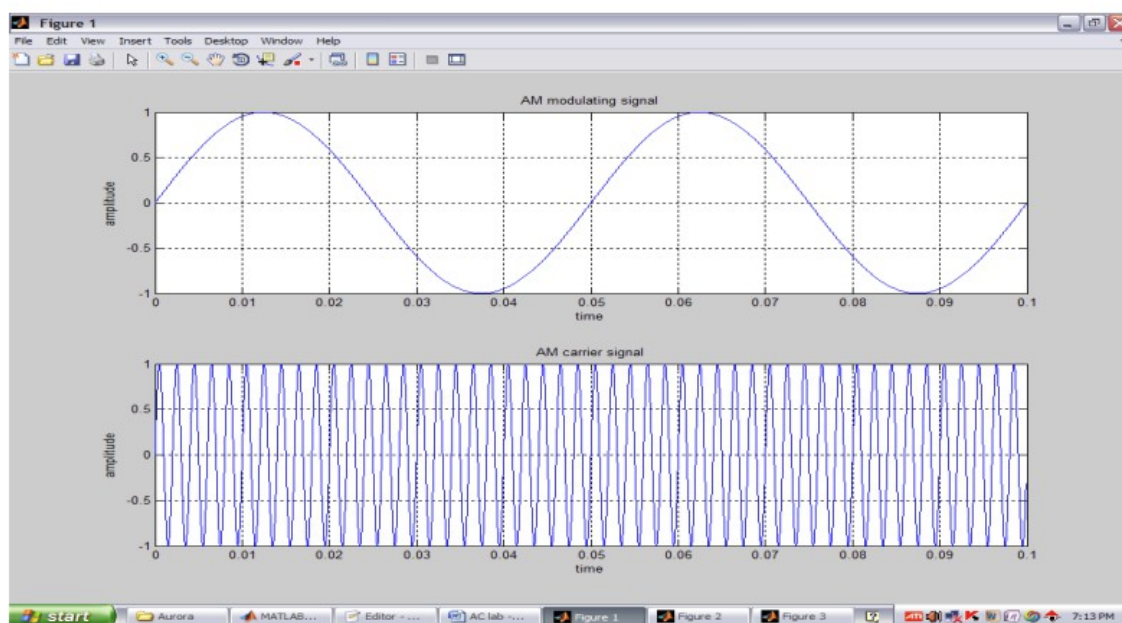 Figure 1
File Edit View Insert Tools Desktop Window Help
AM modulating signal
1
0.5
0
-0.5
-1
amplitude
0 0.01 0.02 0.03 0.04 0.05 0.06 0.07 0.08 0.09 0.1
time
AM carrier signal
1
0.5
0
-0.5
-1
amplitude
0 0.01 0.02 0.03 0.04 0.05 0.06 0.07 0.08 0.09 0.1
time
start Aurora MATLAB... Editor - ... AC lab -... Figure 1 Figure 2 Figure 3 7:13 PM